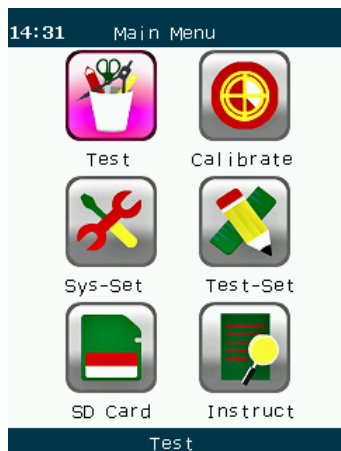 14:31 Main Menu
Test Calibrate
Sys-Set Test-Set
SD Card Instruct
Test